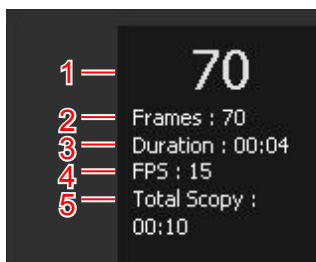 1 70
2 Frames : 70
3 Duration : 00:04
4 FPS : 15
5 Total Scopy :
00:10